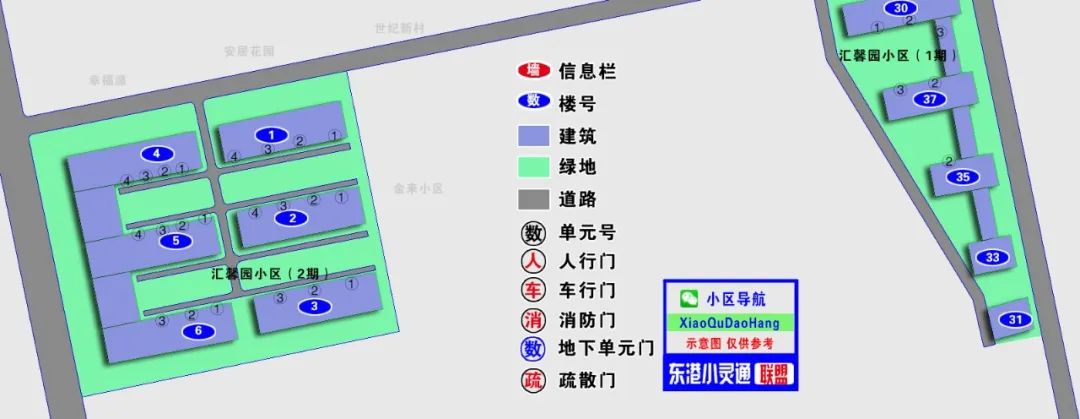 世纪新村
安居花园
幸福源
金来小区
4
1
4 3 2 1
4 3 2 1
5
2
4 3 2 1
4 3 2 1
汇馨园小区（2期）
6
3
3 2 1
3 2 1
墙 信息栏
数 楼号
建筑
绿地
道路
数 单元号
人 人行门
车 车行门
消 消防门
数 地下单元门
疏 疏散门
小区导航
XiaoQuDaoHang
示意图 仅供参考
东港小灵通 联盟
30
1 2 3
汇馨园小区（1期）
3 2
37
2
35
33
31